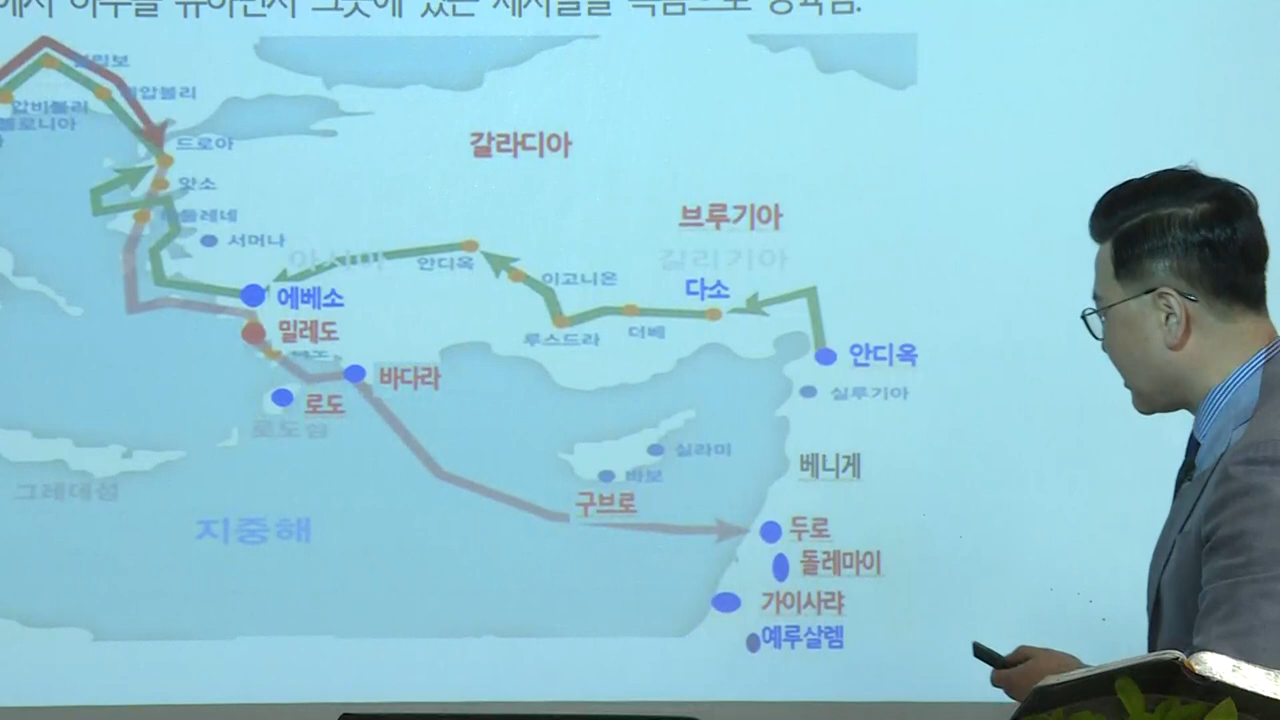 갈라디아
브루기아
길리기아
아시아
드로아
앗소
서머나
에베소
밀레도
바다라
로도
로도섬
그레데섬
지중해
안디옥
이고니온
루스드라
더베
다소
안디옥
실루기아
실라미
바보
구브로
베니게
두로
돌레마이
가이사랴
예루살렘